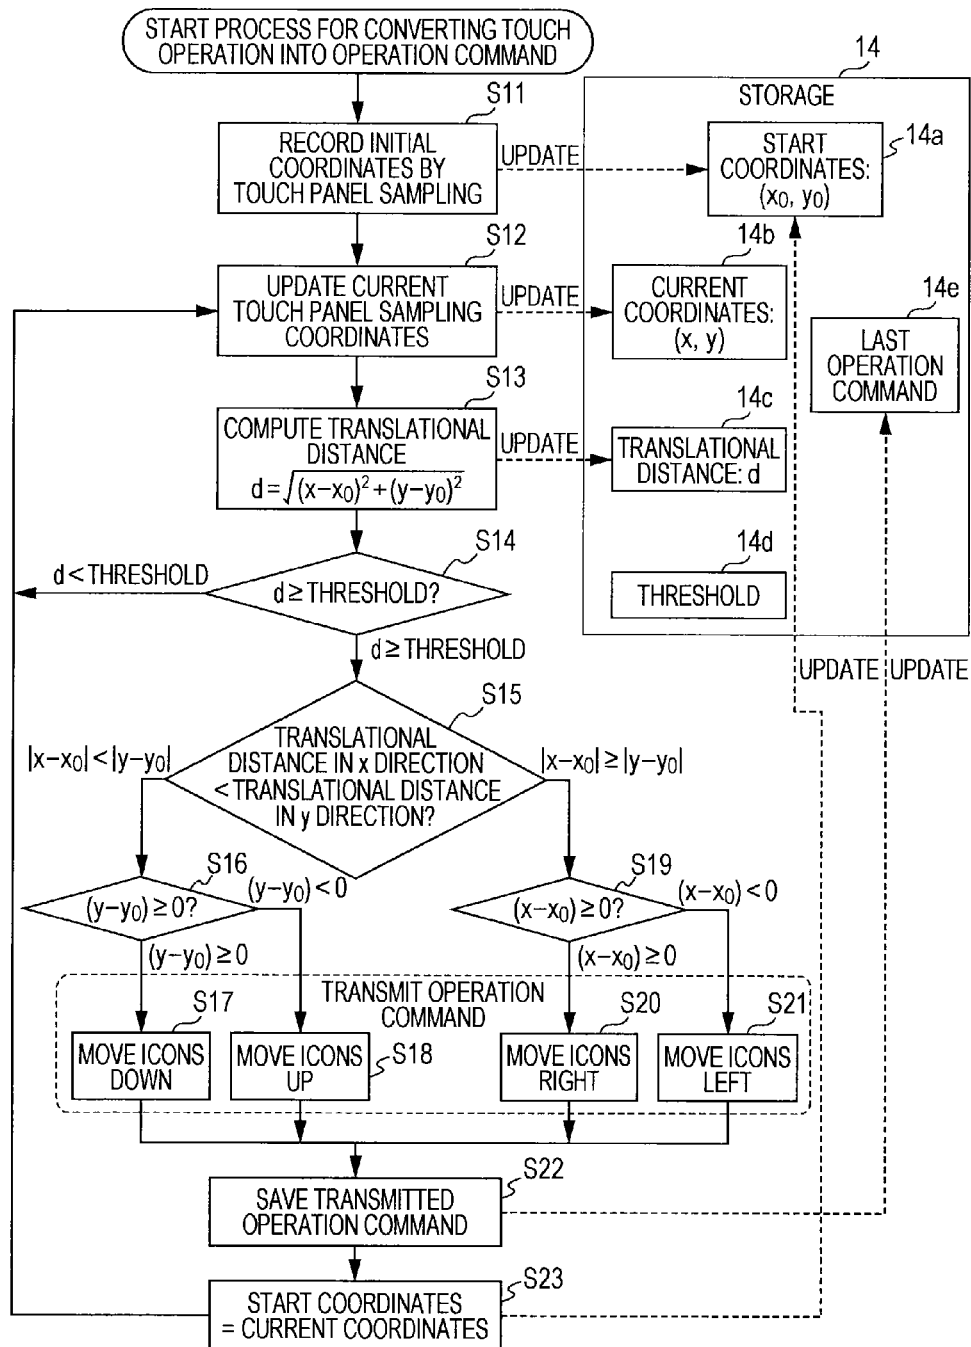 START PROCESS FOR CONVERTING TOUCH
OPERATION INTO OPERATION COMMAND
S11
RECORD INITIAL
COORDINATES BY
TOUCH PANEL SAMPLING
UPDATE
14
STORAGE
START
COORDINATES:
(x₀, y₀)
14a
S12
UPDATE CURRENT
TOUCH PANEL SAMPLING
COORDINATES
UPDATE
14b
CURRENT
COORDINATES:
(x, y)
14e
LAST
OPERATION
COMMAND
S13
COMPUTE TRANSLATIONAL
DISTANCE
d=√(x−x₀)²+(y−y₀)²
UPDATE
14c
TRANSLATIONAL
DISTANCE: d
S14
d≥THRESHOLD?
d<THRESHOLD
d≥THRESHOLD
14d
THRESHOLD
UPDATE
UPDATE
S15
TRANSLATIONAL
DISTANCE IN x DIRECTION
<TRANSLATIONAL DISTANCE
IN y DIRECTION?
|x−x₀|<|y−y₀|
|x−x₀|≥|y−y₀|
S16
(y−y₀)≥0?
(y−y₀)<0
(y−y₀)≥0
S19
(x−x₀)≥0?
(x−x₀)<0
(x−x₀)≥0
TRANSMIT OPERATION
COMMAND
S17
MOVE ICONS
DOWN
MOVE ICONS
UP
S18
S20
MOVE ICONS
RIGHT
S21
MOVE ICONS
LEFT
S22
SAVE TRANSMITTED
OPERATION COMMAND
S23
START COORDINATES
=CURRENT COORDINATES